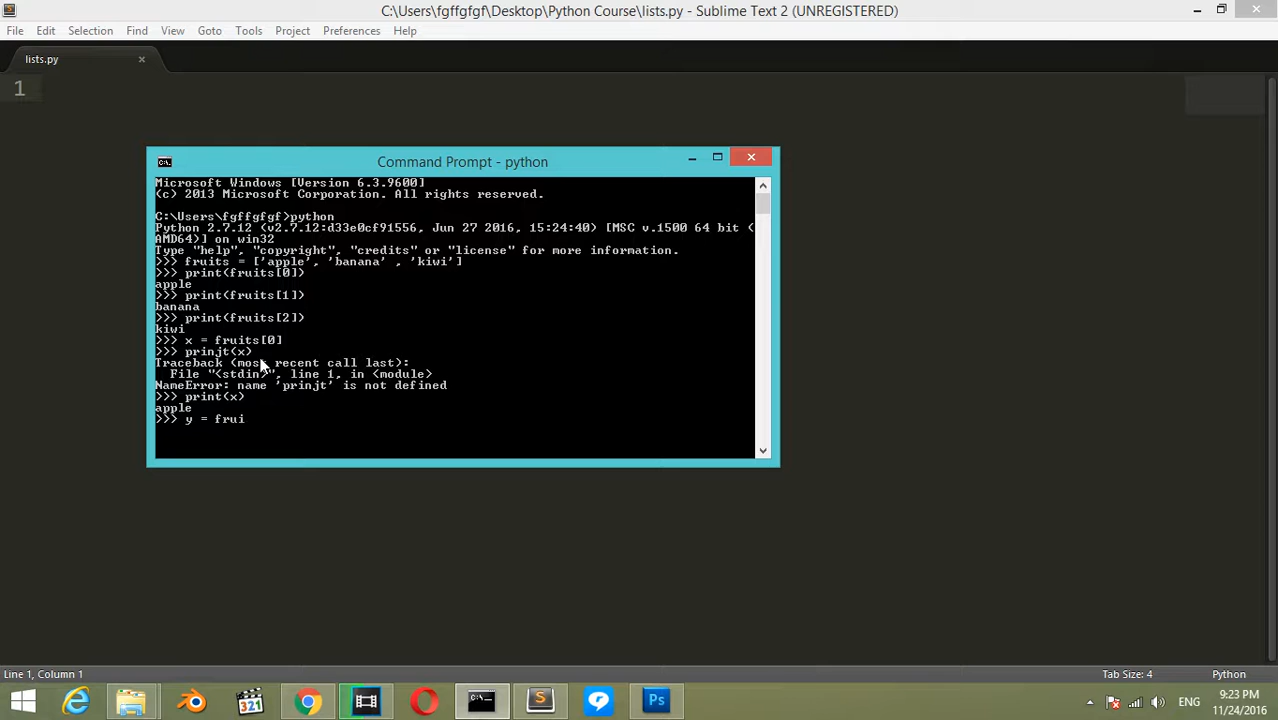 C:\Users\fgffgfgf\Desktop\Python Course\lists.py - Sublime Text 2 (UNREGISTERED)
File Edit Selection Find View Goto Tools Project Preferences Help
lists.py
1
Command Prompt - python
Microsoft Windows [Version 6.3.9600]
(c) 2013 Microsoft Corporation. All rights reserved.
C:\Users\fgffgfgf>python
Python 2.7.12 (v2.7.12:d33e0cf91556, Jun 27 2016, 15:24:40) [MSC v.1500 64 bit (
AMD64)] on win32
Type "help", "copyright", "credits" or "license" for more information.
>>> fruits = ['apple', 'banana' , 'kiwi']
>>> print(fruits[0])
apple
>>> print(fruits[1])
banana
>>> print(fruits[2])
kiwi
>>> x = fruits[0]
>>> prinjt(x)
Traceback (most recent call last):
  File "<stdin>", line 1, in <module>
NameError: name 'prinjt' is not defined
>>> print(x)
apple
>>> y = frui
Line 1, Column 1
Tab Size: 4
Python
321
Ps
ENG
9:23 PM
11/24/2016